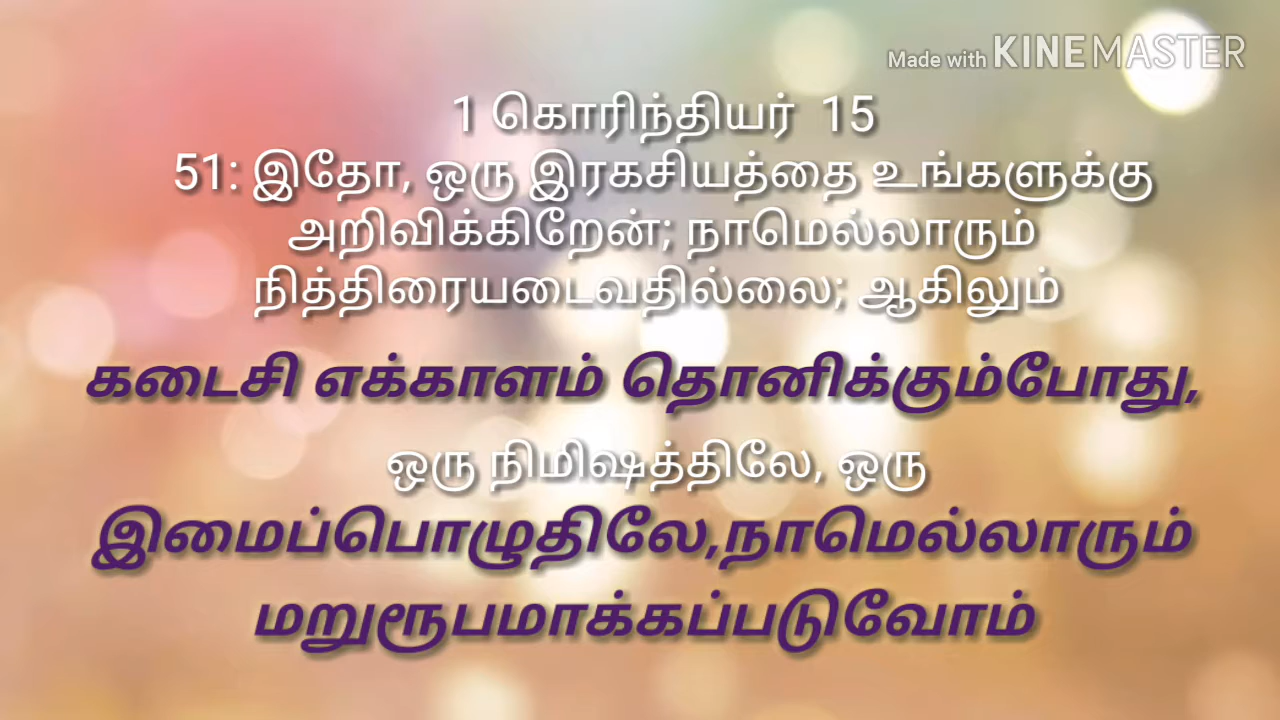 Made with KINEMASTER
1 கொரிந்தியர் 15
51: இதோ, ஒரு இரகசியத்தை உங்களுக்கு
அறிவிக்கிறேன்; நாமெல்லாரும்
நித்திரையடைவதில்லை; ஆகிலும்
கடைசி எக்காளம் தொனிக்கும்போது,
ஒரு நிமிஷத்திலே, ஒரு
இமைப்பொழுதிலே,நாமெல்லாரும்
மறுரூபமாக்கப்படுவோம்